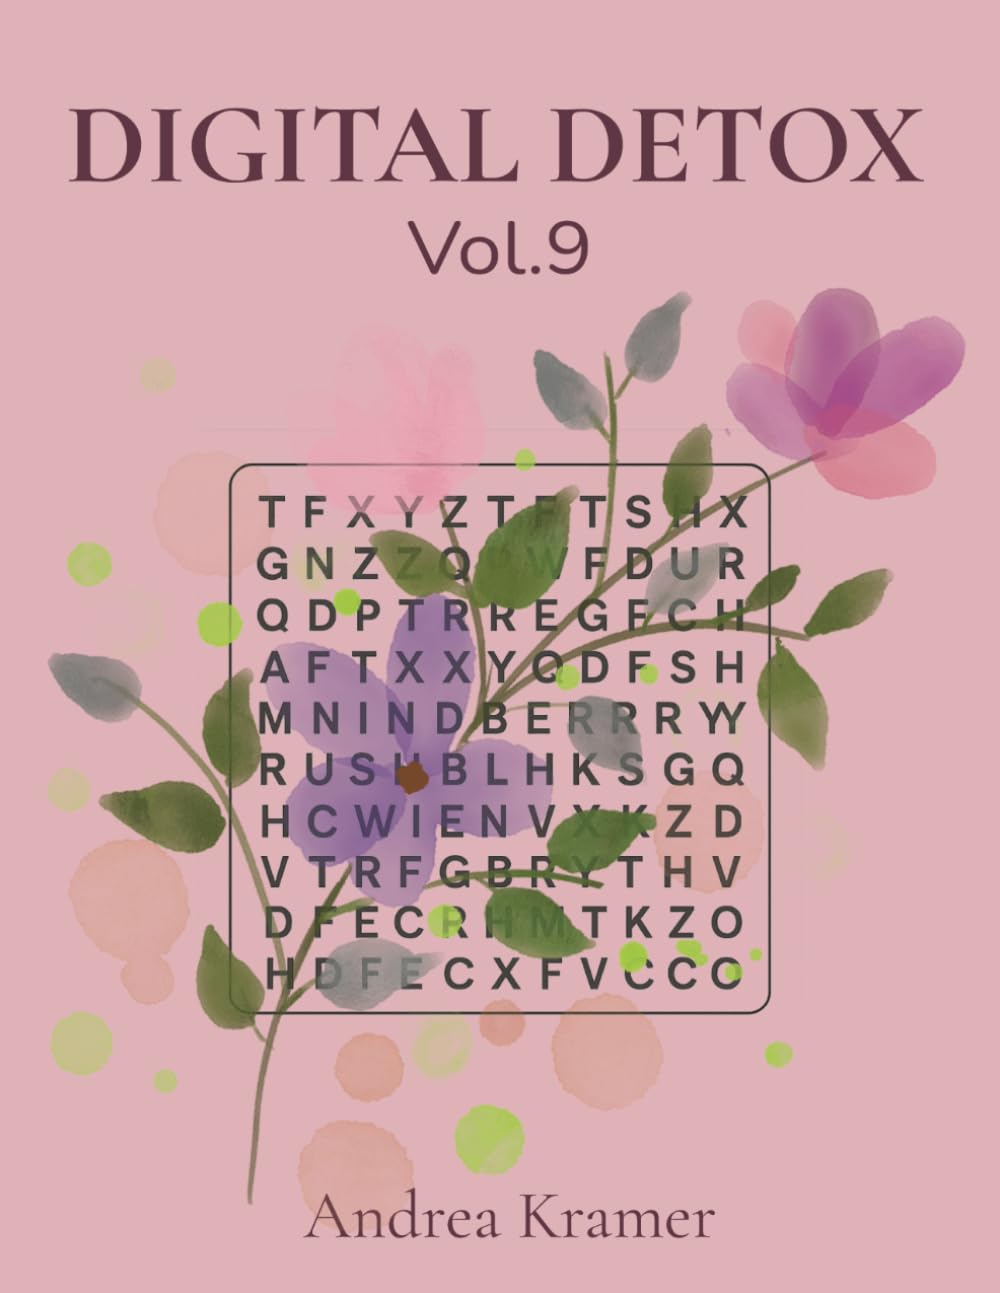 DIGITAL DETOX
Vol.9
T F X Y Z T F T S H X
G N Z Z Q W F D U R
Q D P T R R E G F C H
A F T X X Y Q D F S H
M N I N D B E R R R Y Y
R U S H B L H K S G Q
H C W I E N V X K Z D
V T R F G B R Y T H V
D F E C R H M T K Z O
H D F E C X F V C C O
Andrea Kramer